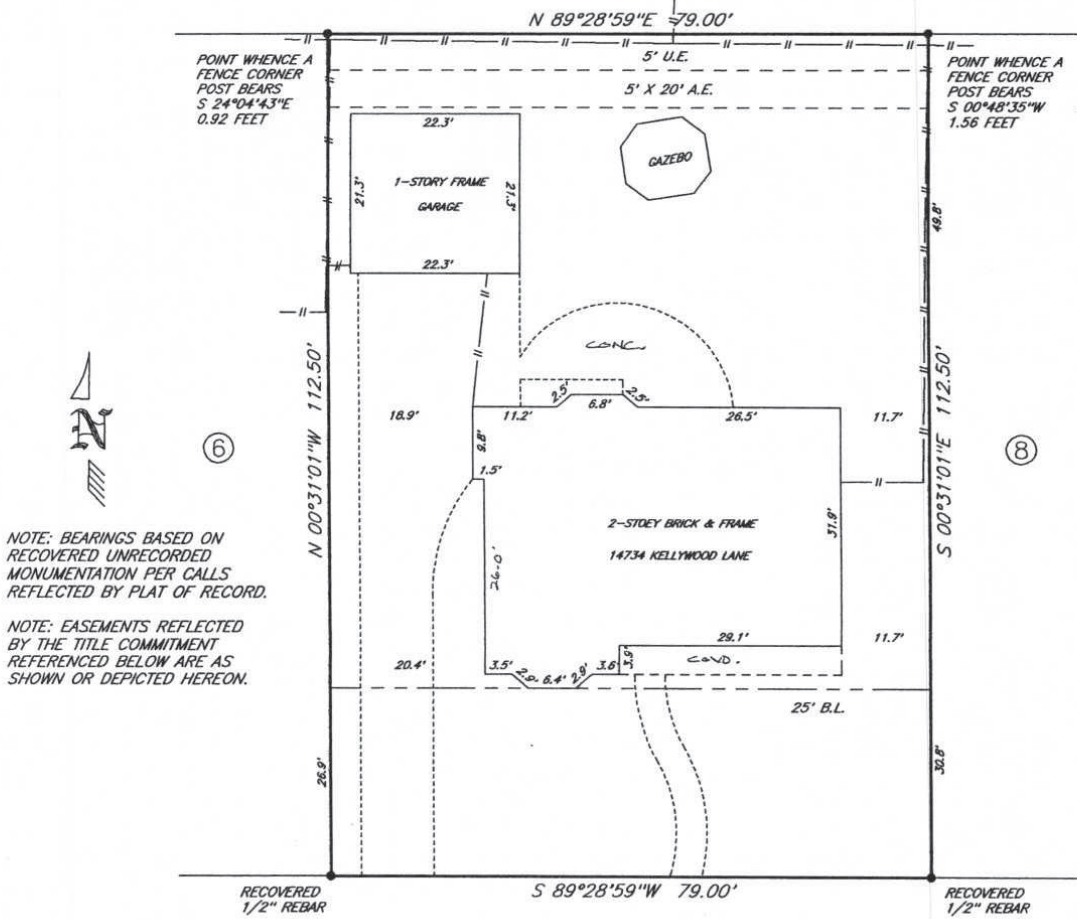 N 89°28'59"E 79.00'
POINT WHENCE A
FENCE CORNER
POST BEARS
S 24°04'43"E
0.92 FEET
5' U.E.
5' X 20' A.E.
POINT WHENCE A
FENCE CORNER
POST BEARS
S 00°48'35"W
1.56 FEET
22.3'
21.3'
1-STORY FRAME
GARAGE
21.3'
22.3'
GAZEBO
49.8'
CONC.
N 00°31'01"W 112.50'
S 00°31'01"E 112.50'
N
6
8
18.9'
11.2'
2.5'
6.8'
2.5'
26.5'
11.7'
9.8'
1.5'
2-STOEY BRICK & FRAME
14734 KELLYWOOD LANE
31.9'
26.0'
NOTE: BEARINGS BASED ON
RECOVERED UNRECORDED
MONUMENTATION PER CALLS
REFLECTED BY PLAT OF RECORD.
NOTE: EASEMENTS REFLECTED
BY THE TITLE COMMITMENT
REFERENCED BELOW ARE AS
SHOWN OR DEPICTED HEREON.
29.1'
COVD.
20.4'
3.5'
2.9'
6.4'
2.9'
3.6'
3.9'
11.7'
25' B.L.
26.9'
30.8'
RECOVERED
1/2" REBAR
S 89°28'59"W 79.00'
RECOVERED
1/2" REBAR